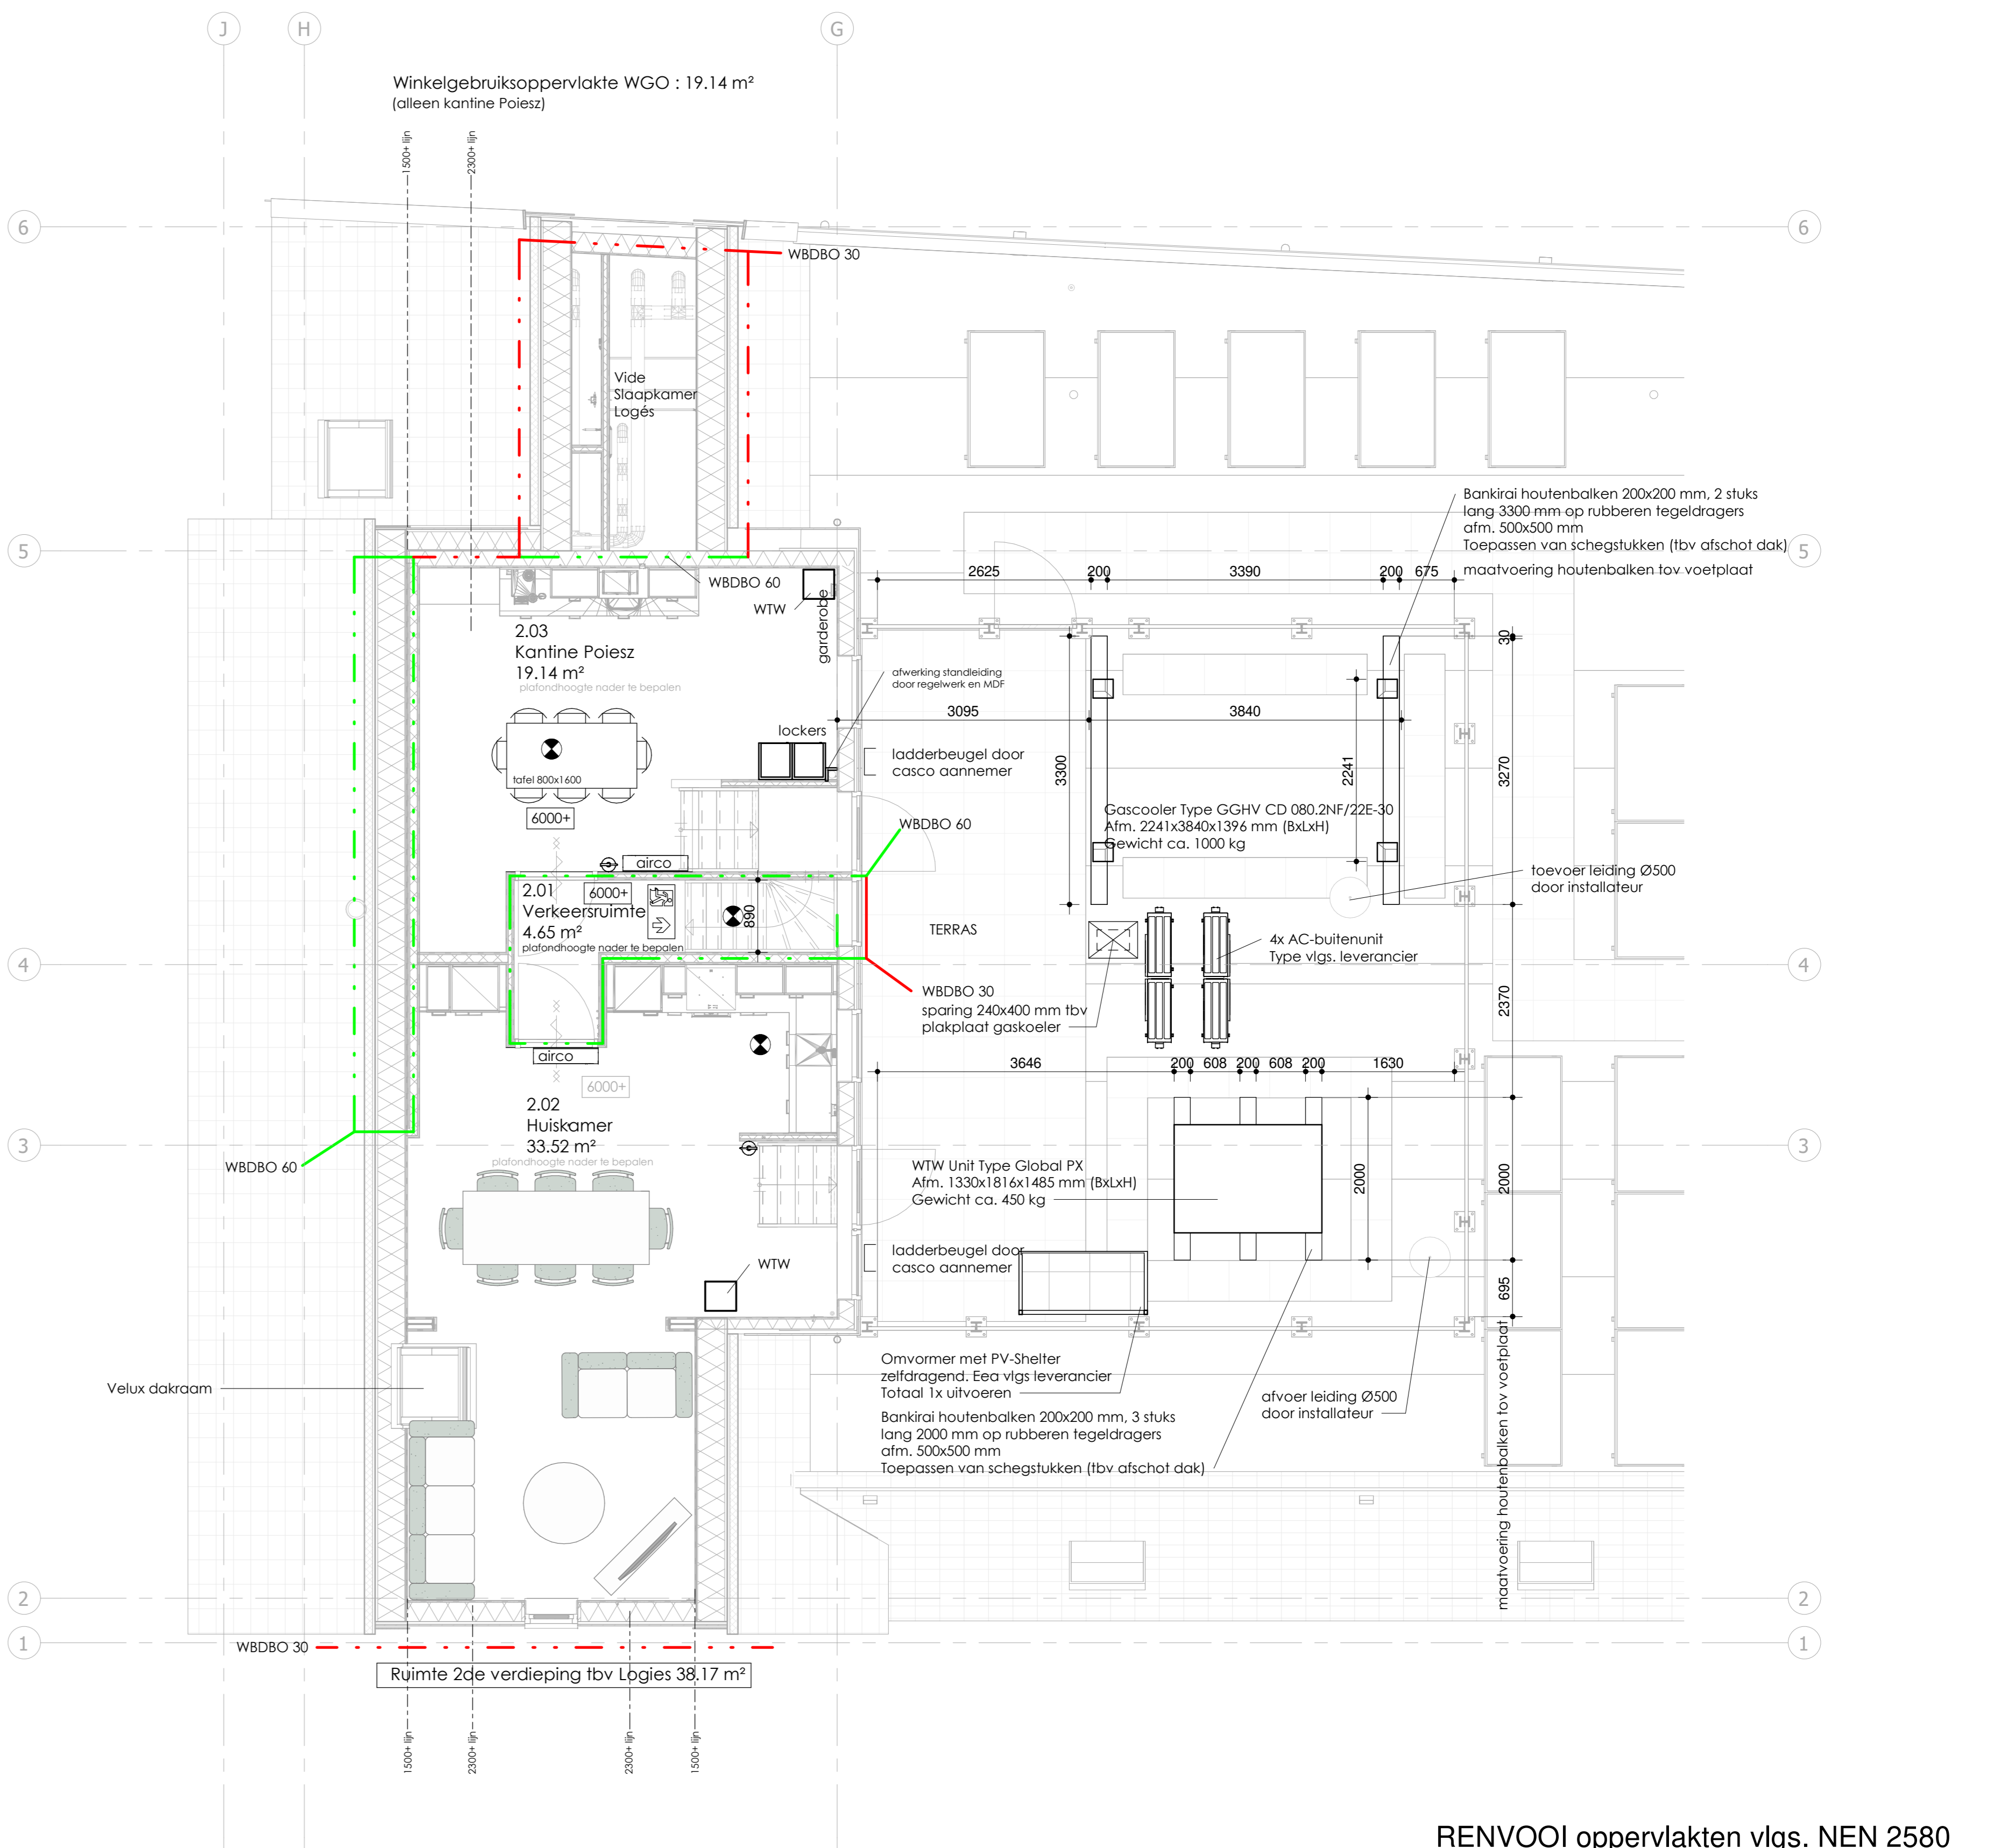 J
H
G
Winkelgebruiksoppervlakte WGO : 19.14 m²
(alleen kantine Poiesz)
1500+ lijn
2300+ lijn
6
6
WBDBO 30
Vide
Slaapkamer
Logés
Bankirai houtenbalken 200x200 mm, 2 stuks
lang 3300 mm op rubberen tegeldragers
afm. 500x500 mm
Toepassen van schegstukken (tbv afschot dak)
maatvoering houtenbalken tov voetplaat
5
5
2625
200
3390
200
675
WBDBO 60
WTW
garderobe
2.03
Kantine Poiesz
19.14 m²
plafondhoogte nader te bepalen
30
afwerking standleiding
door regelwerk en MDF
3095
3840
lockers
tafel 800x1600
6000+
ladderbeugel door
casco aannemer
3300
2241
3270
Gascooler Type GGHV CD 080.2NF/22E-30
Afm. 2241x3840x1396 mm (BxLxH)
Gewicht ca. 1000 kg
WBDBO 60
airco
toevoer leiding Ø500
door installateur
2.01
Verkeersruimte
4.65 m²
plafondhoogte nader te bepalen
6000+
890
TERRAS
4x AC-buitenunit
Type vlgs. leverancier
4
4
WBDBO 30
sparing 240x400 mm tbv
plakplaat gaskoeler
2370
airco
6000+
3646
200
608
200
608
200
1630
2.02
Huiskamer
33.52 m²
plafondhoogte nader te bepalen
3
3
WBDBO 60
WTW Unit Type Global PX
Afm. 1330x1816x1485 mm (BxLxH)
Gewicht ca. 450 kg
2000
2000
ladderbeugel door
casco aannemer
WTW
695
Velux dakraam
Omvormer met PV-Shelter
zelfdragend. Eea vlgs leverancier
Totaal 1x uitvoeren
afvoer leiding Ø500
door installateur
Bankirai houtenbalken 200x200 mm, 3 stuks
lang 2000 mm op rubberen tegeldragers
afm. 500x500 mm
Toepassen van schegstukken (tbv afschot dak)
maatvoering houtenbalken tov voetplaat
2
2
1
1
WBDBO 30
Ruimte 2de verdieping tbv Logies 38.17 m²
1500+ lijn
2300+ lijn
2300+ lijn
1500+ lijn
RENVOOI oppervlakten vlgs. NEN 2580